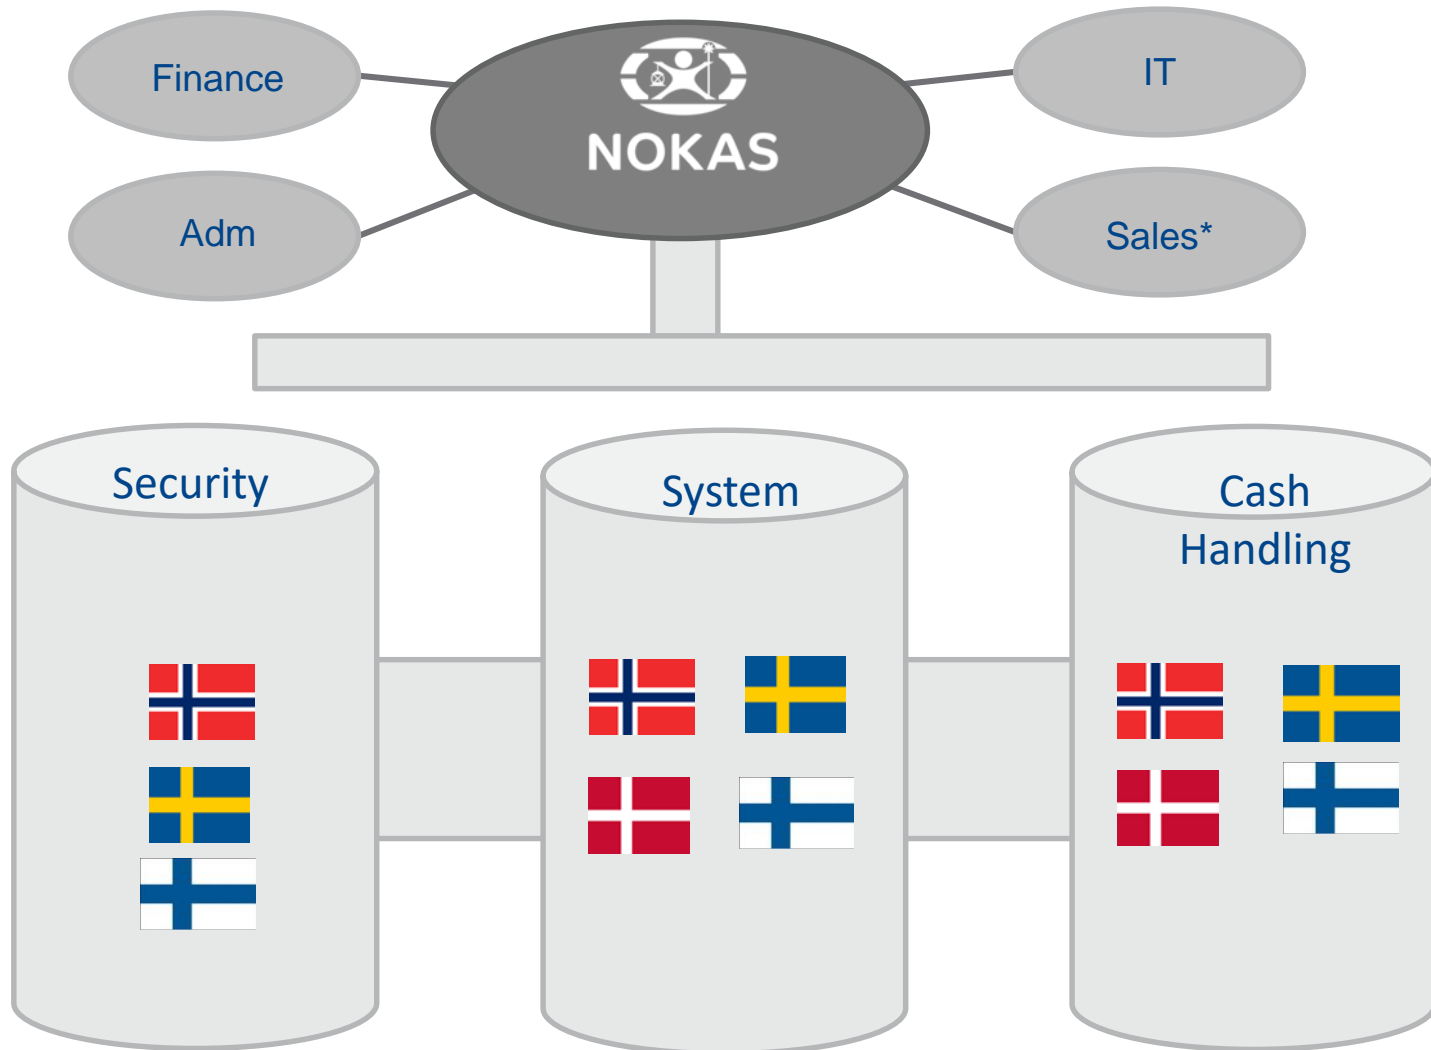 Finance
NOKAS
IT
Adm
Sales*
Security
System
Cash
Handling